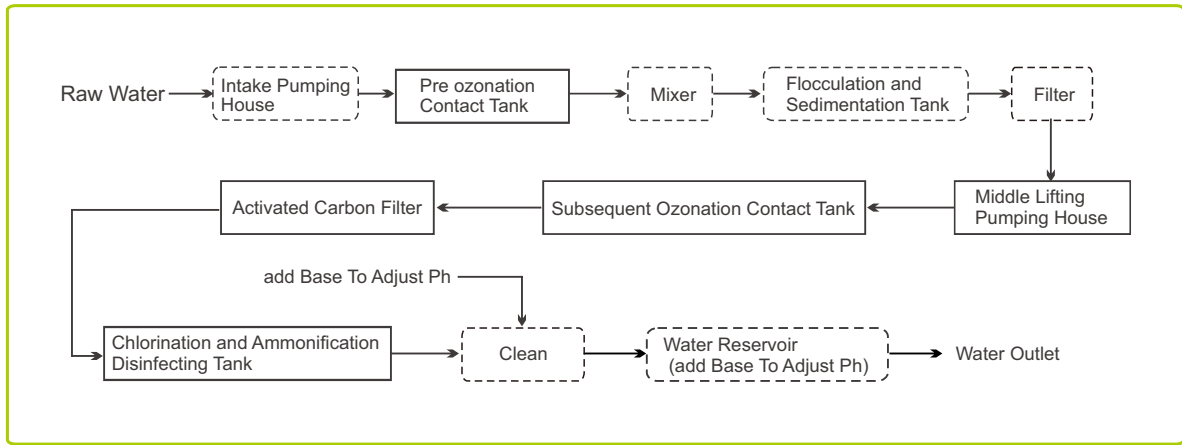 Raw Water
Intake Pumping
House
Pre ozonation
Contact Tank
Mixer
Flocculation and
Sedimentation Tank
Filter
Activated Carbon Filter
Subsequent Ozonation Contact Tank
Middle Lifting
Pumping House
add Base To Adjust Ph
Chlorination and Ammonification
Disinfecting Tank
Clean
Water Reservoir
(add Base To Adjust Ph)
Water Outlet